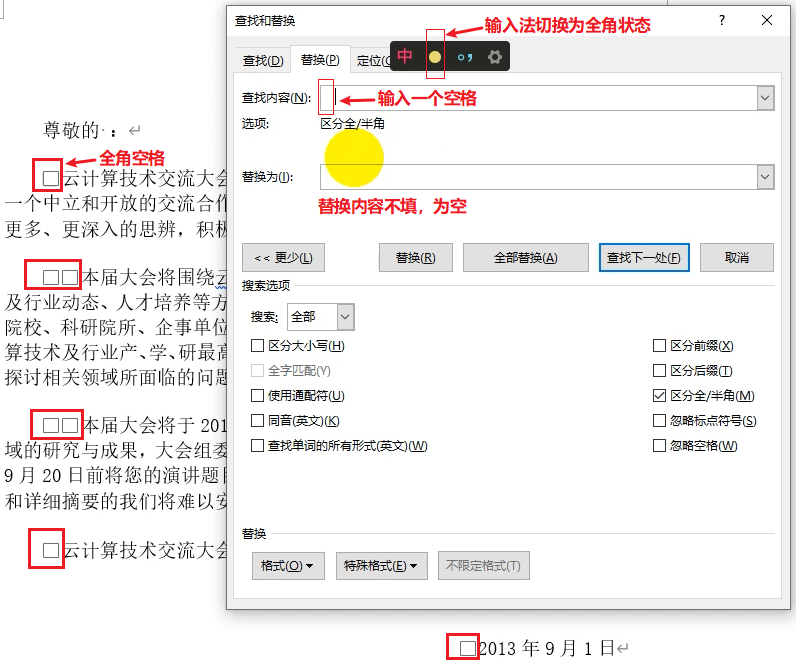 查找和替换
?
输入法切换为全角状态
查找(D)
替换(P)
定位(
中
查找内容(N):
输入一个空格
选项:
区分全/半角
替换为(I):
替换内容不填，为空
<< 更少(L)
替换(R)
全部替换(A)
查找下一处(F)
取消
搜索选项
搜索:
全部
区分大小写(H)
区分前缀(X)
全字匹配(Y)
区分后缀(T)
使用通配符(U)
区分全/半角(M)
同音(英文)(K)
忽略标点符号(S)
查找单词的所有形式(英文)(W)
忽略空格(W)
替换
格式(O)
特殊格式(E)
不限定格式(T)
尊敬的·：↵
全角空格
□云计算技术交流大会
一个中立和开放的交流合作
更多、更深入的思辨，积极
□□本届大会将围绕云
及行业动态、人才培养等方
院校、科研院所、企事业单位
算技术及行业产、学、研最高
探讨相关领域所面临的问题
□□本届大会将于 201
域的研究与成果，大会组委
9 月 20 日前将您的演讲题目
和详细摘要的我们将难以安
□云计算技术交流大会
□2013 年 9 月 1 日↵